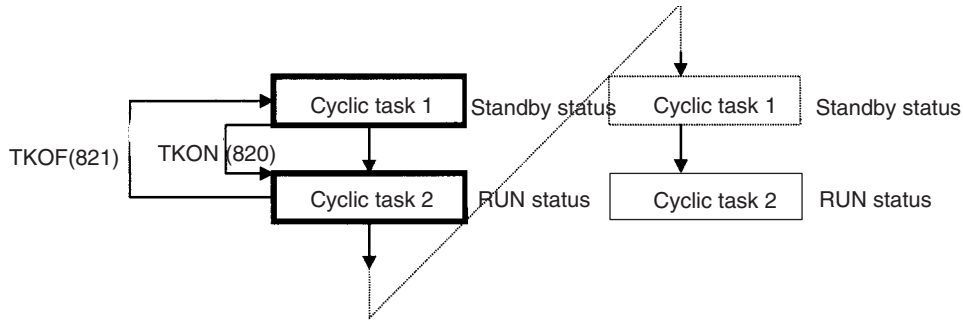 Cyclic task 1
Standby status
Cyclic task 1
Standby status
TKOF(821)
TKON (820)
Cyclic task 2
RUN status
Cyclic task 2
RUN status